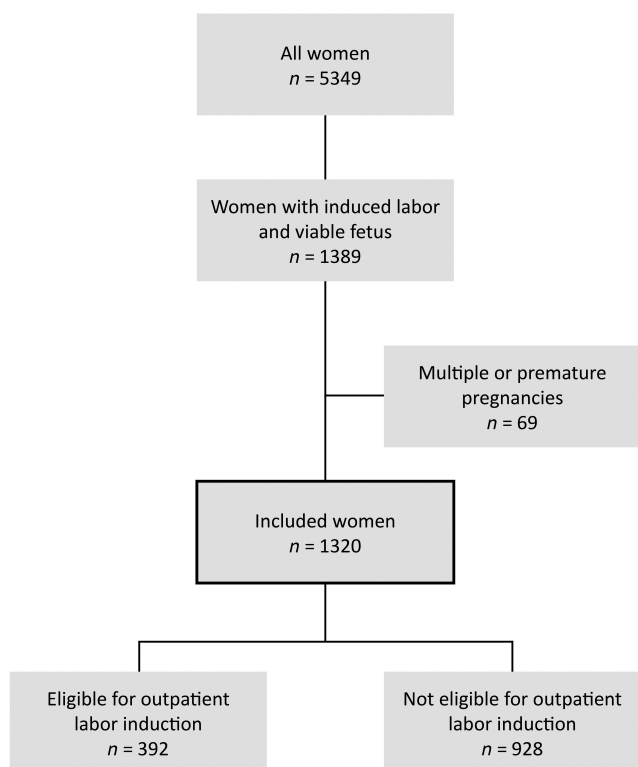 All women
n = 5349
Women with induced labor
and viable fetus
n = 1389
Multiple or premature
pregnancies
n = 69
Included women
n = 1320
Eligible for outpatient
labor induction
n = 392
Not eligible for outpatient
labor induction
n = 928